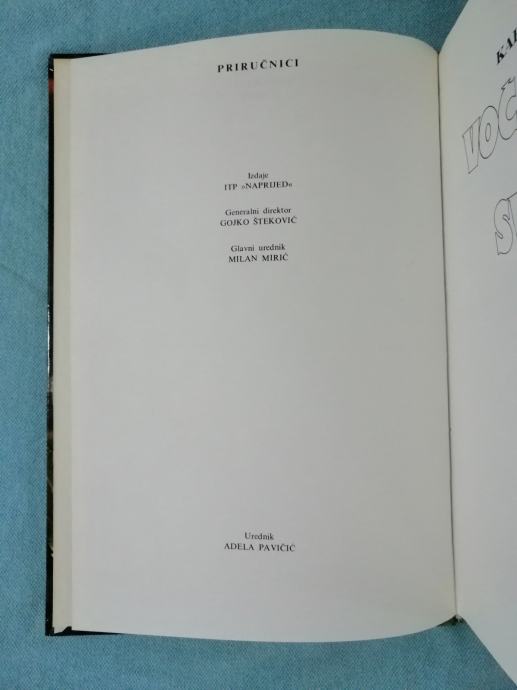 PRIRUČNICI
Izdaje
ITP »NAPRIJED«
Generalni direktor
GOJKO ŠTEKOVIĆ
Glavni urednik
MILAN MIRIĆ
Urednik
ADELA PAVIČIĆ